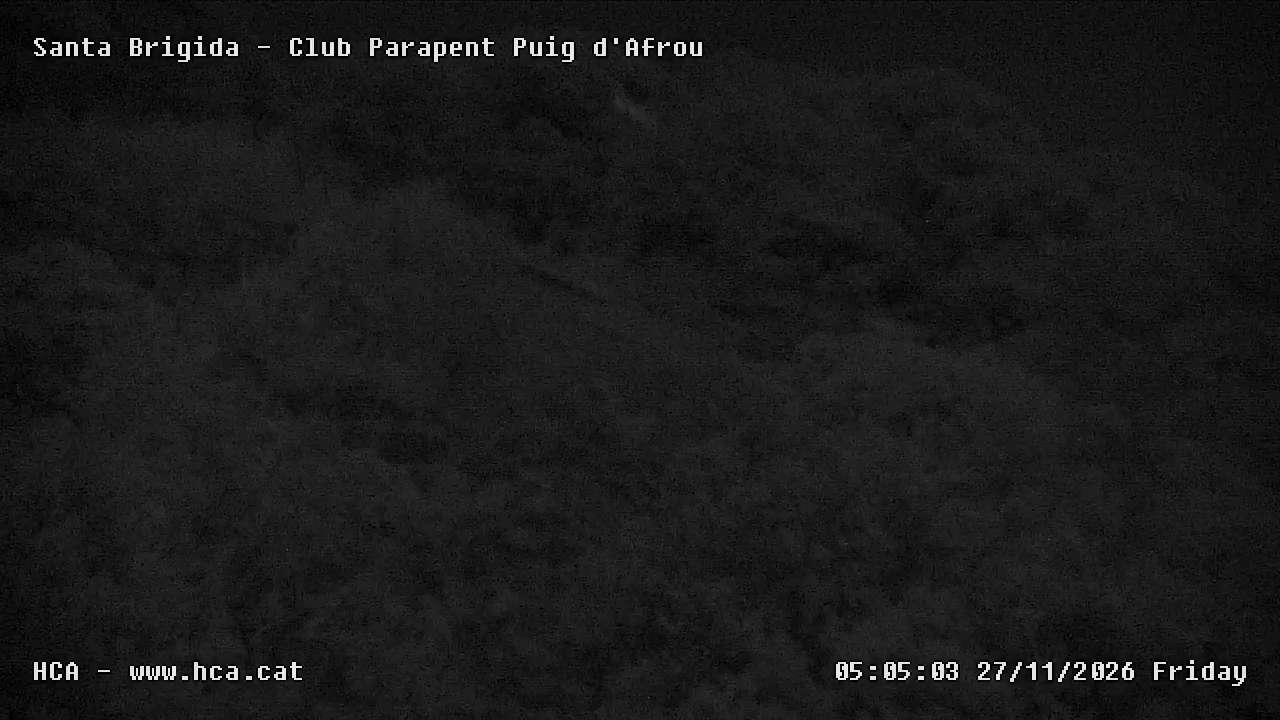 Santa Brigida - Club Parapent Puig d'Afrou
HCA - www.hca.cat
05:05:03 27/11/2026 Friday